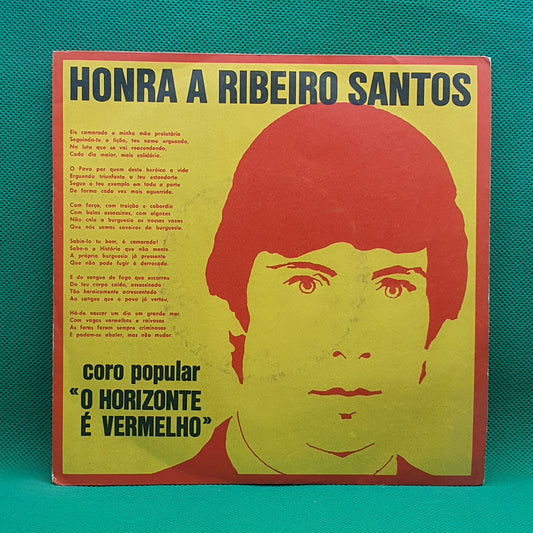 HONRA A RIBEIRO SANTOS
Eis camarada a minha mão proletária
Seguindo-te a lição, teu nome erguendo,
Na luta que se vai reacendendo,
Cada dia maior, mais solidária.
O Povo por quem deste heróica a vida
Erguendo triunfante o teu estandarte
Segue o teu exemplo em toda a parte
De forma cada vez mais aguerrida.
Com força, com traição e cobardia
Com balas assassinas, com algozes
Não cala a burguesia as nossas vozes
Que nós somos coveiros da burguesia.
Sabia-lo tu bem, é camarada!
Sabe-o a História que não mente
A própria burguesia já pressente
Que não pode fugir à derrocada.
E do sangue de fogo que escorreu
Do teu corpo caído, assassinado
Tão heroicamente acrescentado
Ao sangue que o povo já verteu,
Há-de nascer um dia um grande mar
Com vagas vermelhas e raivosas
As feras foram sempre criminosas
E podem-se abater, mas não mudar.
coro popular
«O HORIZONTE
É VERMELHO»